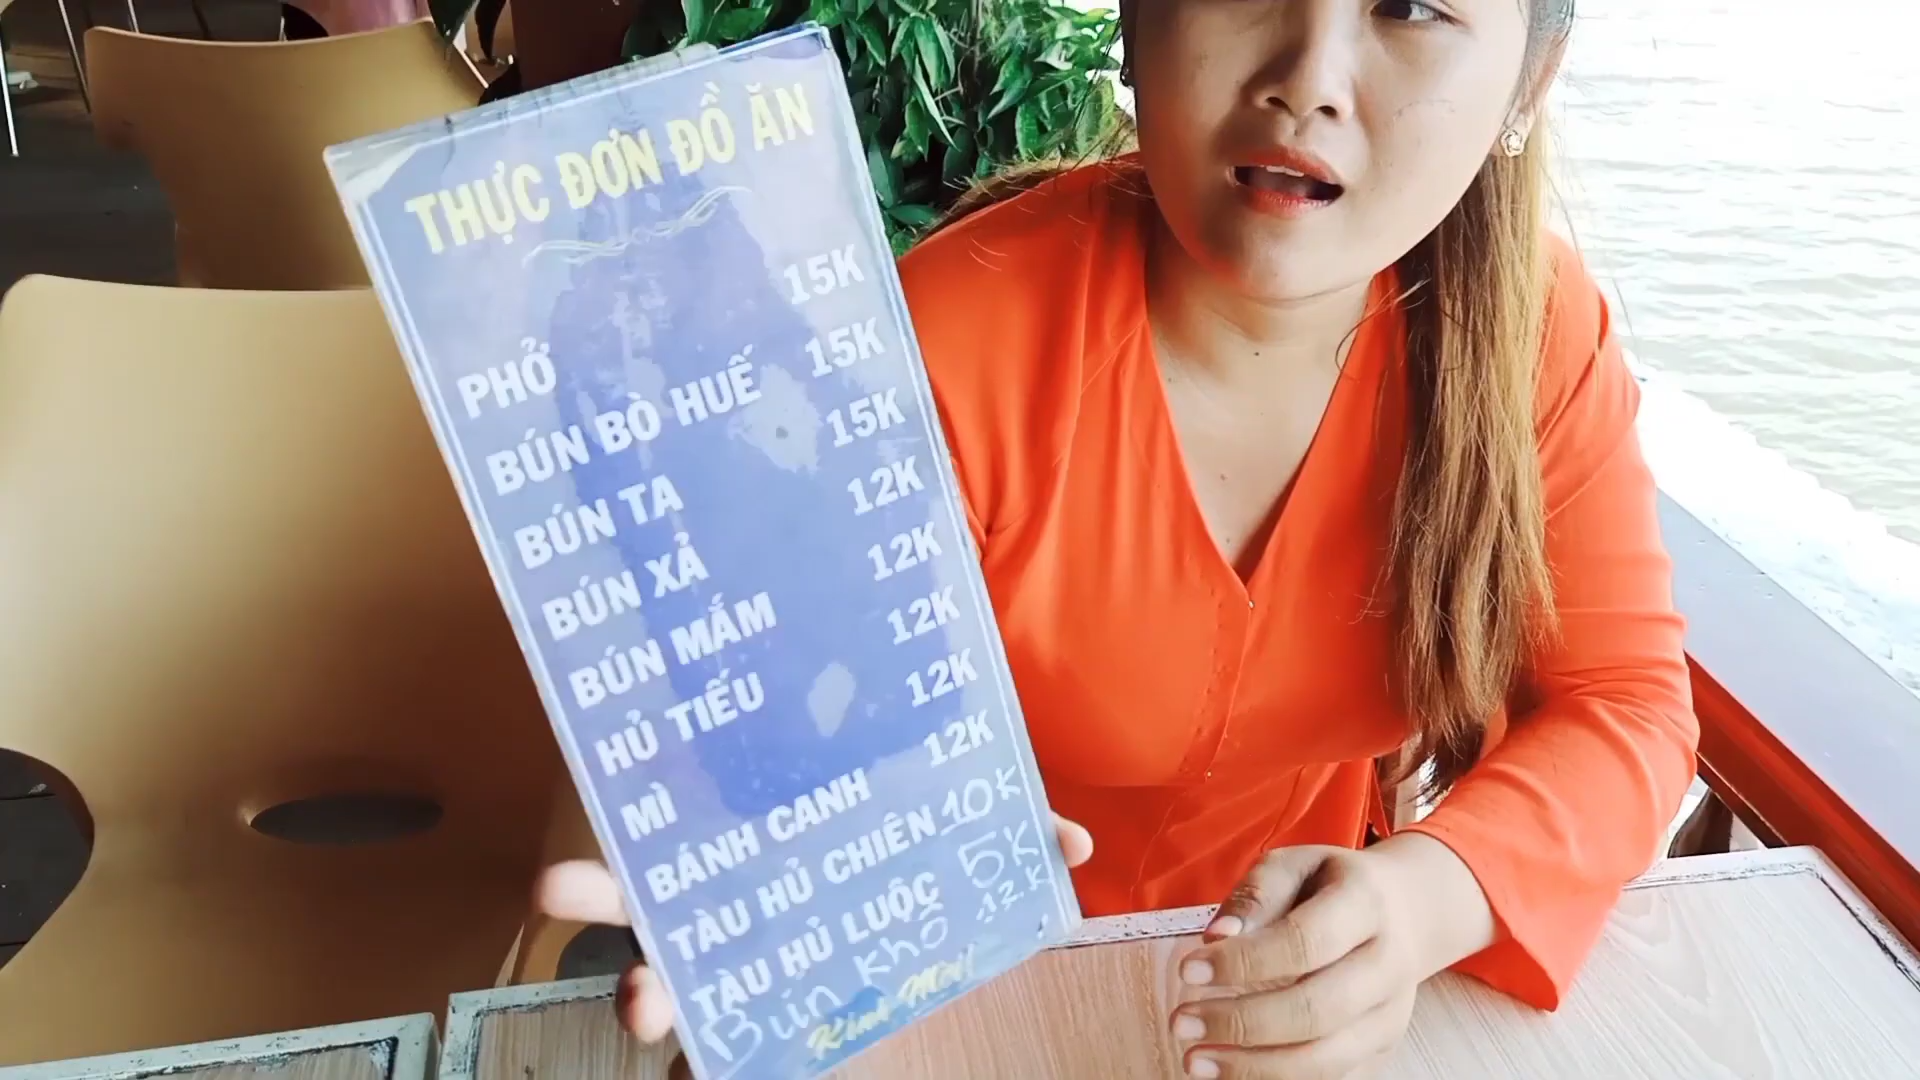 THỰC ĐƠN ĐỒ ĂN
PHỞ 15K
BÚN BÒ HUẾ 15K
BÚN TA 15K
BÚN XẢ 12K
BÚN MẮM 12K
HỦ TIẾU 12K
MÌ 12K
BÁNH CANH 12K
TÀU HỦ CHIÊN 10K
TÀU HỦ LUỘC 5K
Bún khô 12K
Kính Mời!